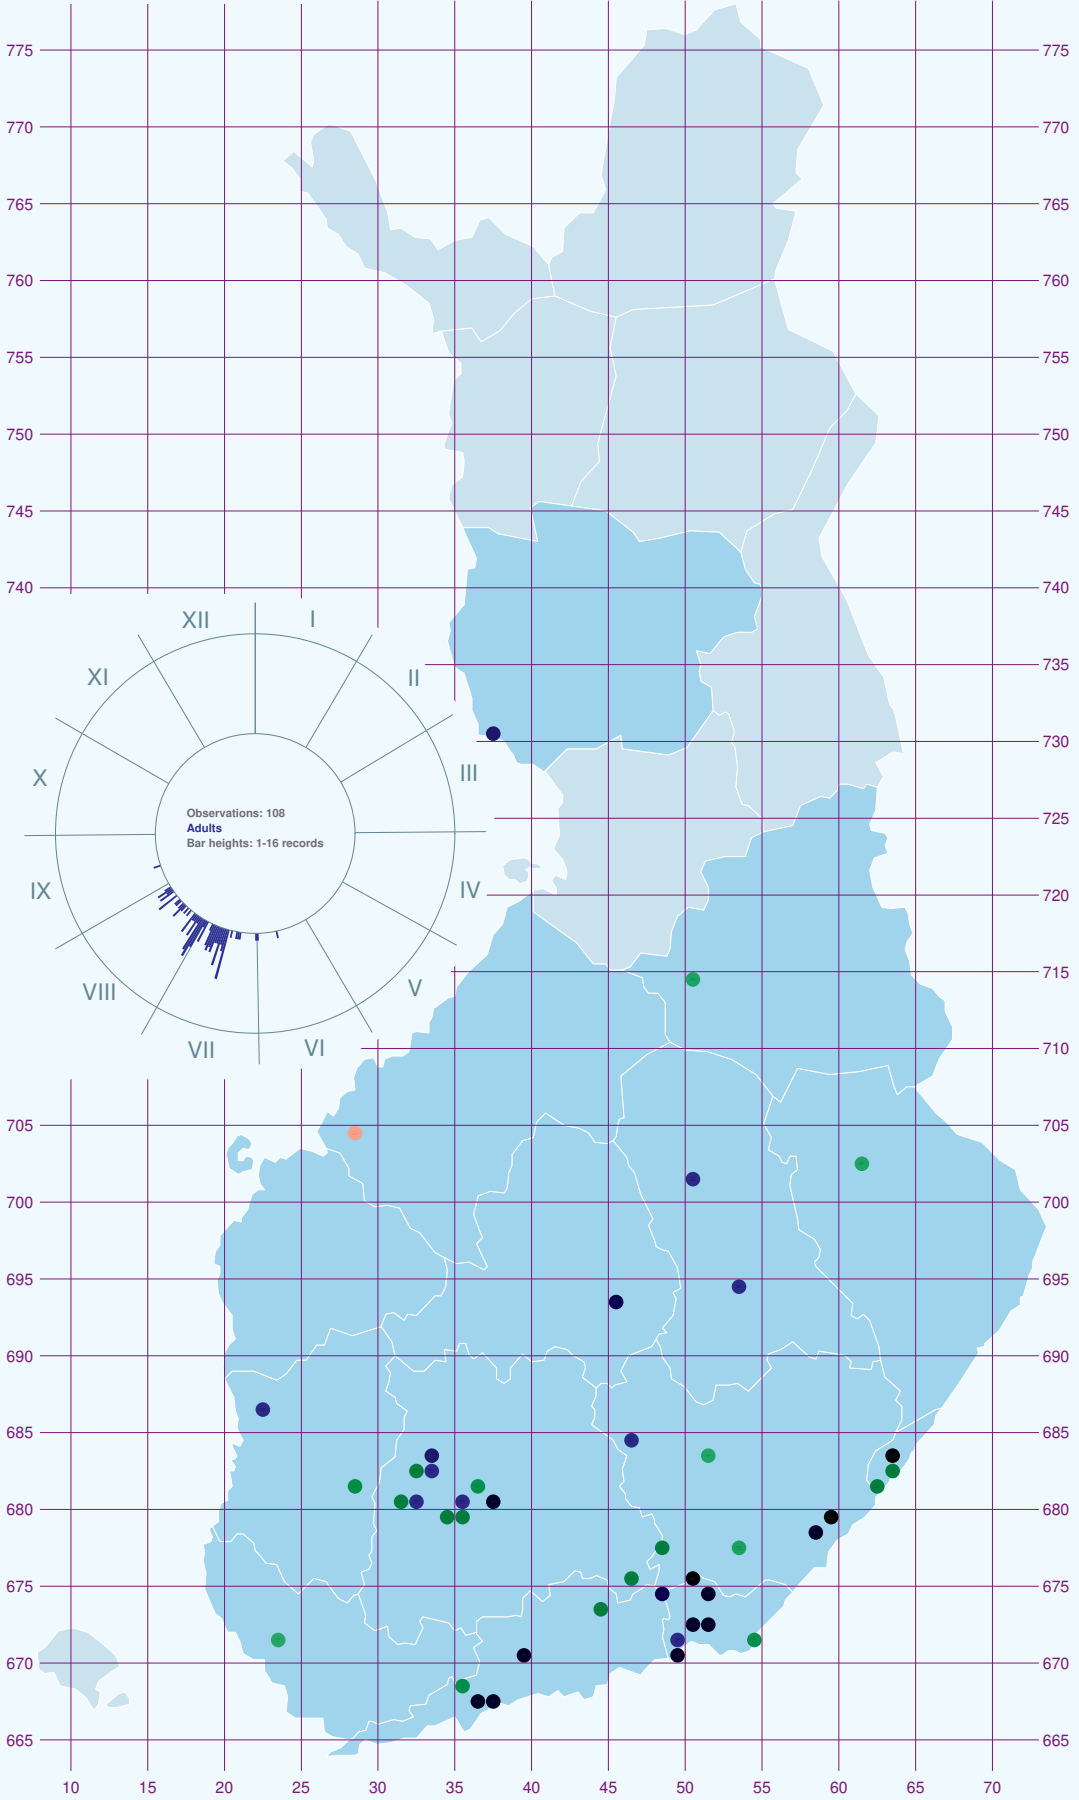 775 775
770 770
765 765
760 760
755 755
750 750
745 745
740 740
XII I
XI II
735
730
X III
Observations: 108
Adults
Bar heights: 1-16 records
725
IX IV
720
VIII V
715
VII VI
710
705 705
700 700
695 695
690 690
685 685
680 680
675 675
670 670
665 665
10 15 20 25 30 35 40 45 50 55 60 65 70